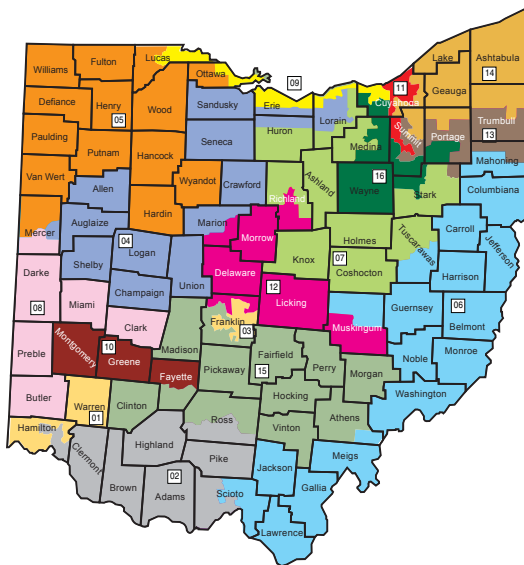 Lake
Ashtabula
Lucas
Fulton
Williams
Ottawa
14
09
11
Geauga
Defiance
Henry
Wood
Sandusky
Erie
Cuyahoga
Lorain
05
Huron
Trumbull
Summit
Portage
13
Paulding
Putnam
Seneca
Medina
Hancock
Mahoning
Van Wert
Wyandot
Crawford
Ashland
16
Allen
Richland
Wayne
Stark
Columbiana
Hardin
Mercer
Auglaize
Marion
Morrow
Holmes
Tuscarawas
Carroll
Jefferson
04
Logan
Knox
07
Shelby
Coshocton
Harrison
Darke
Union
Delaware
12
Champaign
Licking
Guernsey
06
08
Miami
Belmont
Franklin
Muskingum
03
Clark
Madison
Montgomery
10
Noble
Monroe
Preble
Greene
Fairfield
Perry
Fayette
Pickaway
15
Morgan
Washington
Butler
Warren
Clinton
Hocking
01
Athens
Hamilton
Ross
Vinton
Highland
Meigs
Clermont
Pike
Jackson
02
Gallia
Brown
Adams
Scioto
Lawrence